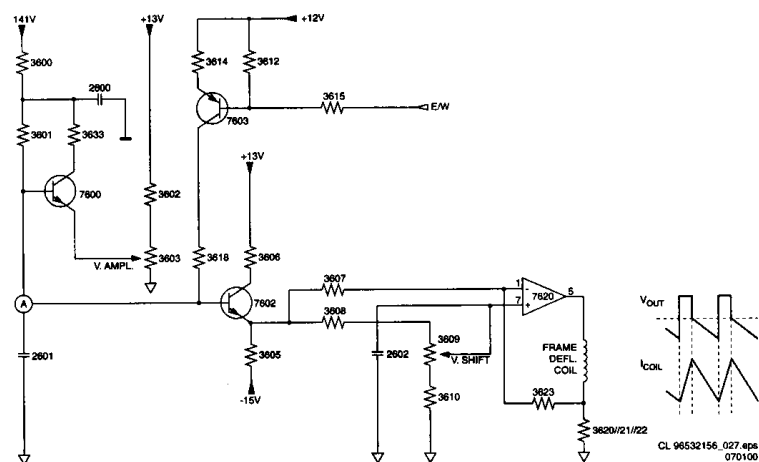 141V
+13V
+12V
3600
3614
3612
2600
3615
E/W
7603
3601
3633
+13V
7600
3602
3603
3618
3606
V. AMPL.
3607
1
5
7620
7
A
7602
3608
VOUT
3609
2601
3605
2602
V. SHIFT
FRAME
DEFL.
COIL
ICOIL
-15V
3610
3623
3620//21//22
CL 96532156_027.eps
070100